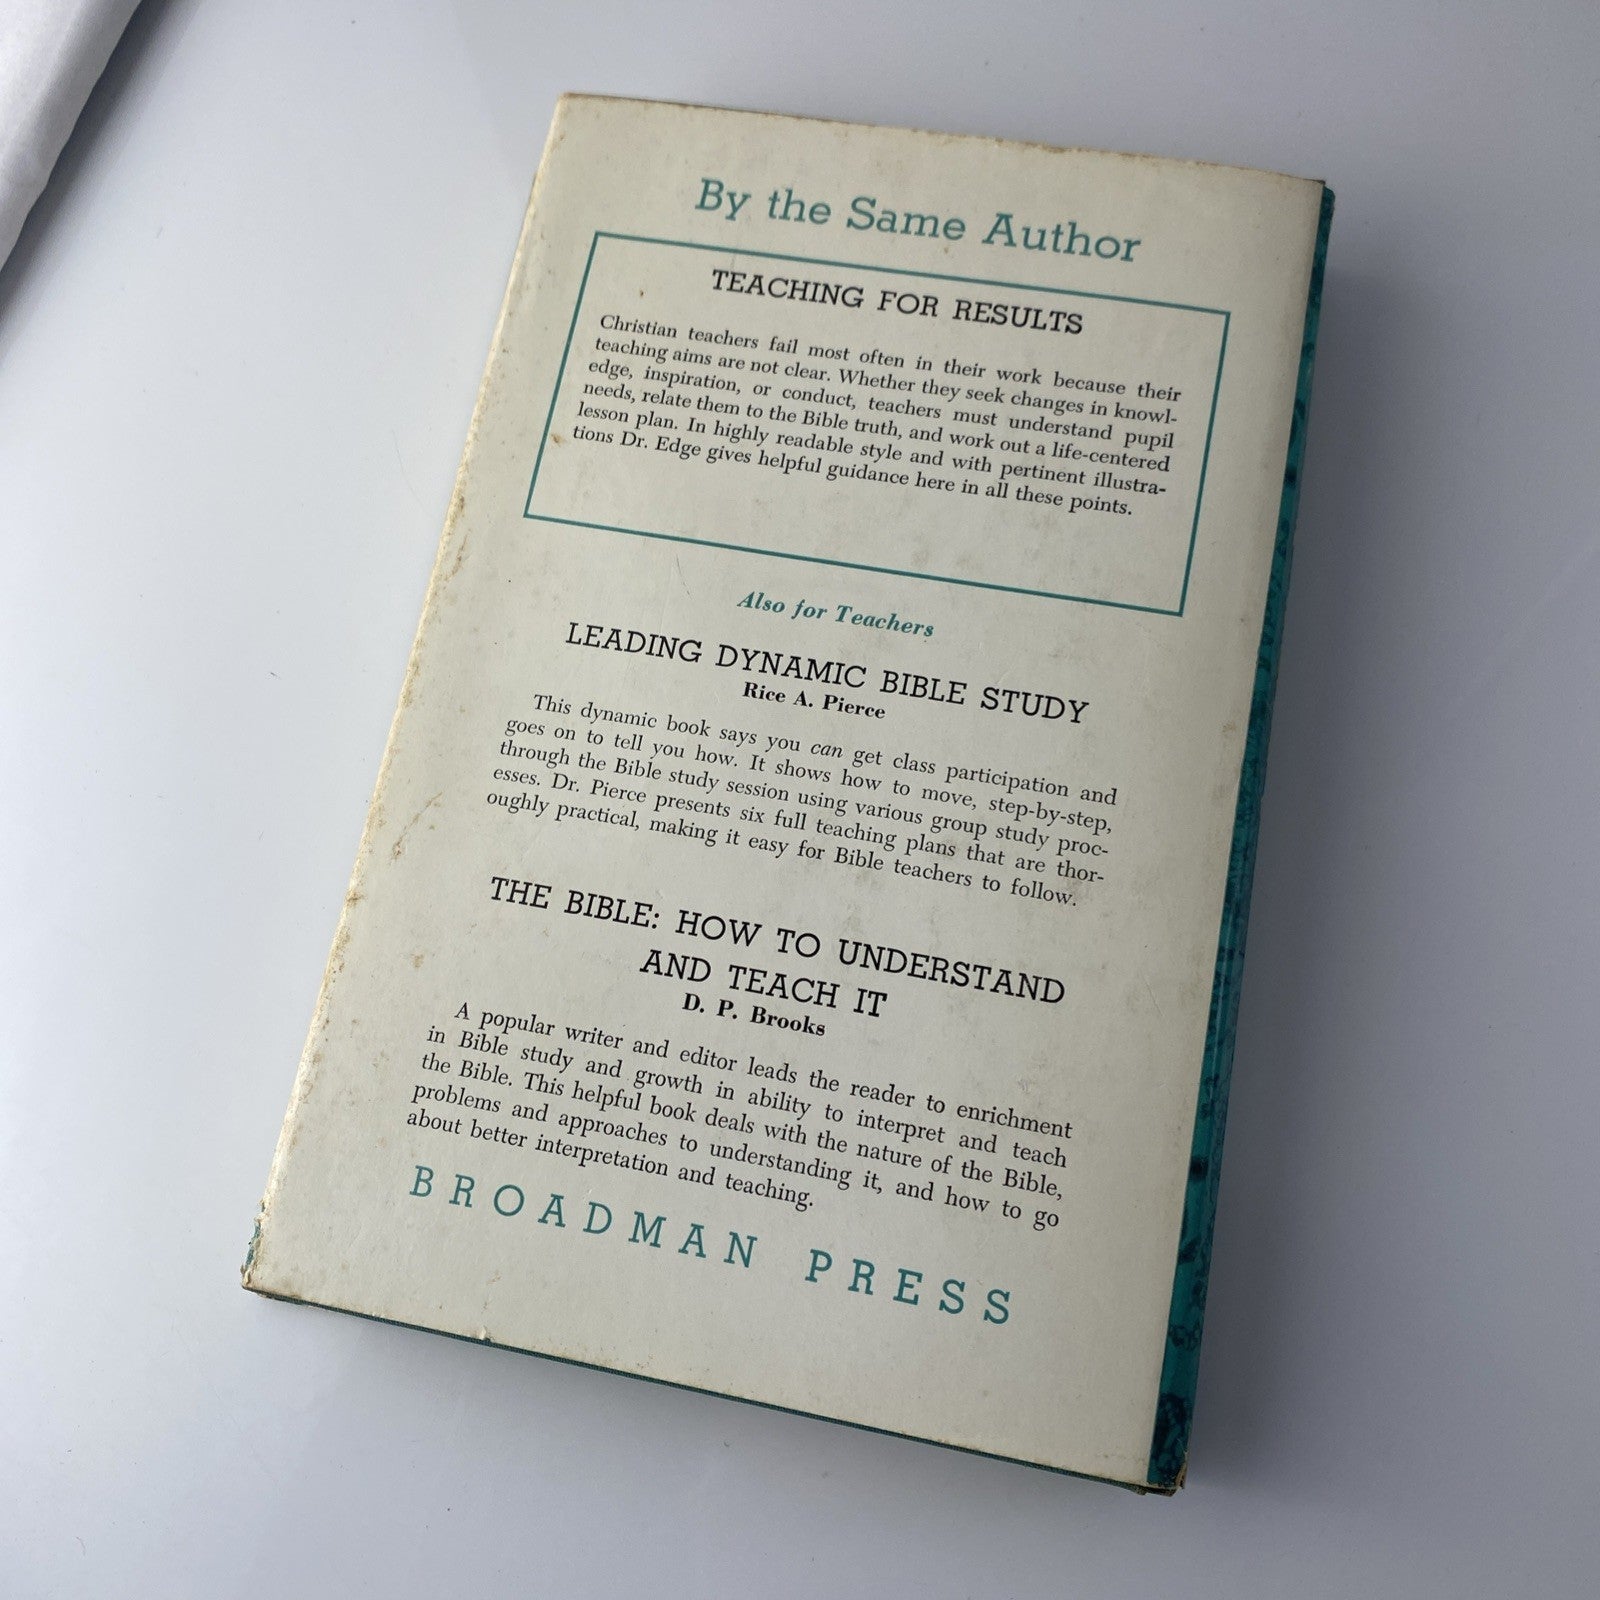 By the Same Author
TEACHING FOR RESULTS
Christian teachers fail most often in their work because their
teaching aims are not clear. Whether they seek changes in knowl-
edge, inspiration, or conduct, teachers must understand pupil
needs, relate them to the Bible truth, and work out a life-centered
lesson plan. In highly readable style and with pertinent illustra-
tions Dr. Edge gives helpful guidance here in all these points.
Also for Teachers
LEADING DYNAMIC BIBLE STUDY
Rice A. Pierce
This dynamic book says you can get class participation and
goes on to tell you how. It shows how to move, step-by-step,
through the Bible study session using various group study proc-
esses. Dr. Pierce presents six full teaching plans that are thor-
oughly practical, making it easy for Bible teachers to follow.
THE BIBLE: HOW TO UNDERSTAND
AND TEACH IT
D. P. Brooks
A popular writer and editor leads the reader to enrichment
in Bible study and growth in ability to interpret and teach
the Bible. This helpful book deals with the nature of the Bible,
problems and approaches to understanding it, and how to go
about better interpretation and teaching.
BROADMAN PRESS